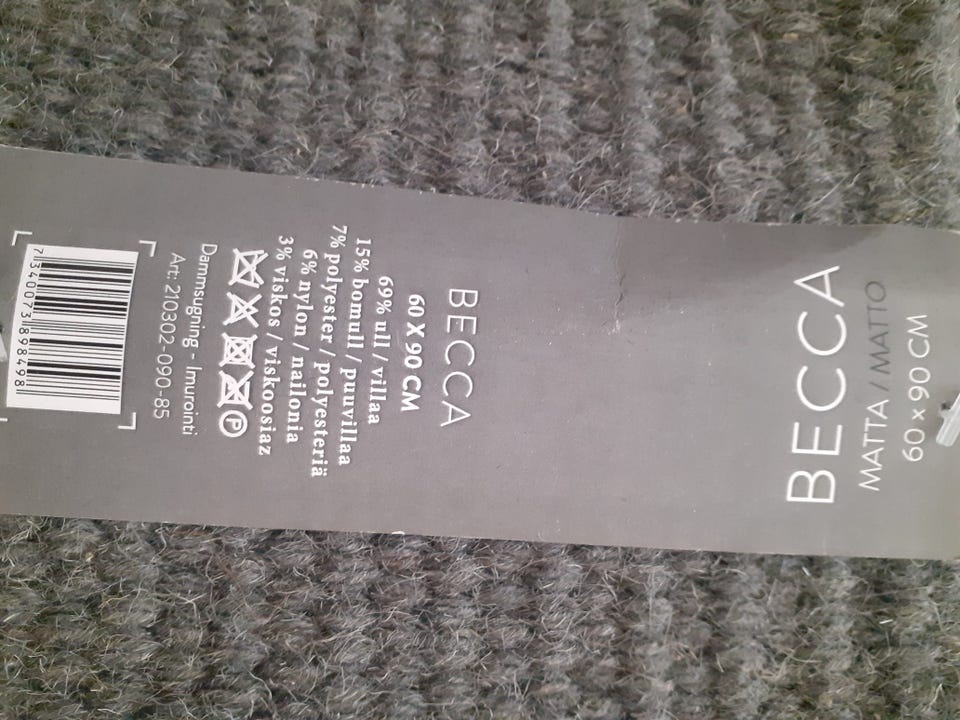 BECCA
MATTA / MATTO
60 x 90 CM
BECCA
60 X 90 CM
69% ull / villaa
15% bomull / puuvillaa
7% polyester / polyesteriä
6% nylon / nailonia
3% viskos / viskoosiaz
P
Dammsugning - Imurointi
Art: 210302-090-85
7340073898498